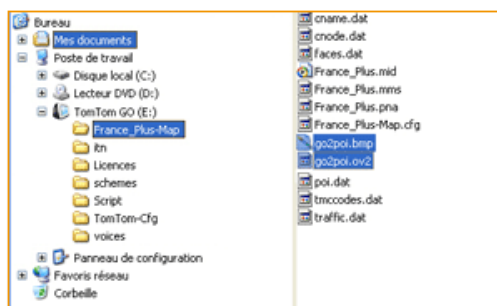 Bureau
Mes documents
Poste de travail
Disque local (C:)
Lecteur DVD (D:)
TomTom GO (E:)
France_Plus-Map
itn
Licences
schemes
Script
TomTom-Cfg
voices
Panneau de configuration
Favoris réseau
Corbeille
cname.dat
cnode.dat
faces.dat
France_Plus.mid
France_Plus.mms
France_Plus.pna
France_Plus-Map.cfg
go2poi.bmp
go2poi.ov2
poi.dat
tmccodes.dat
traffic.dat